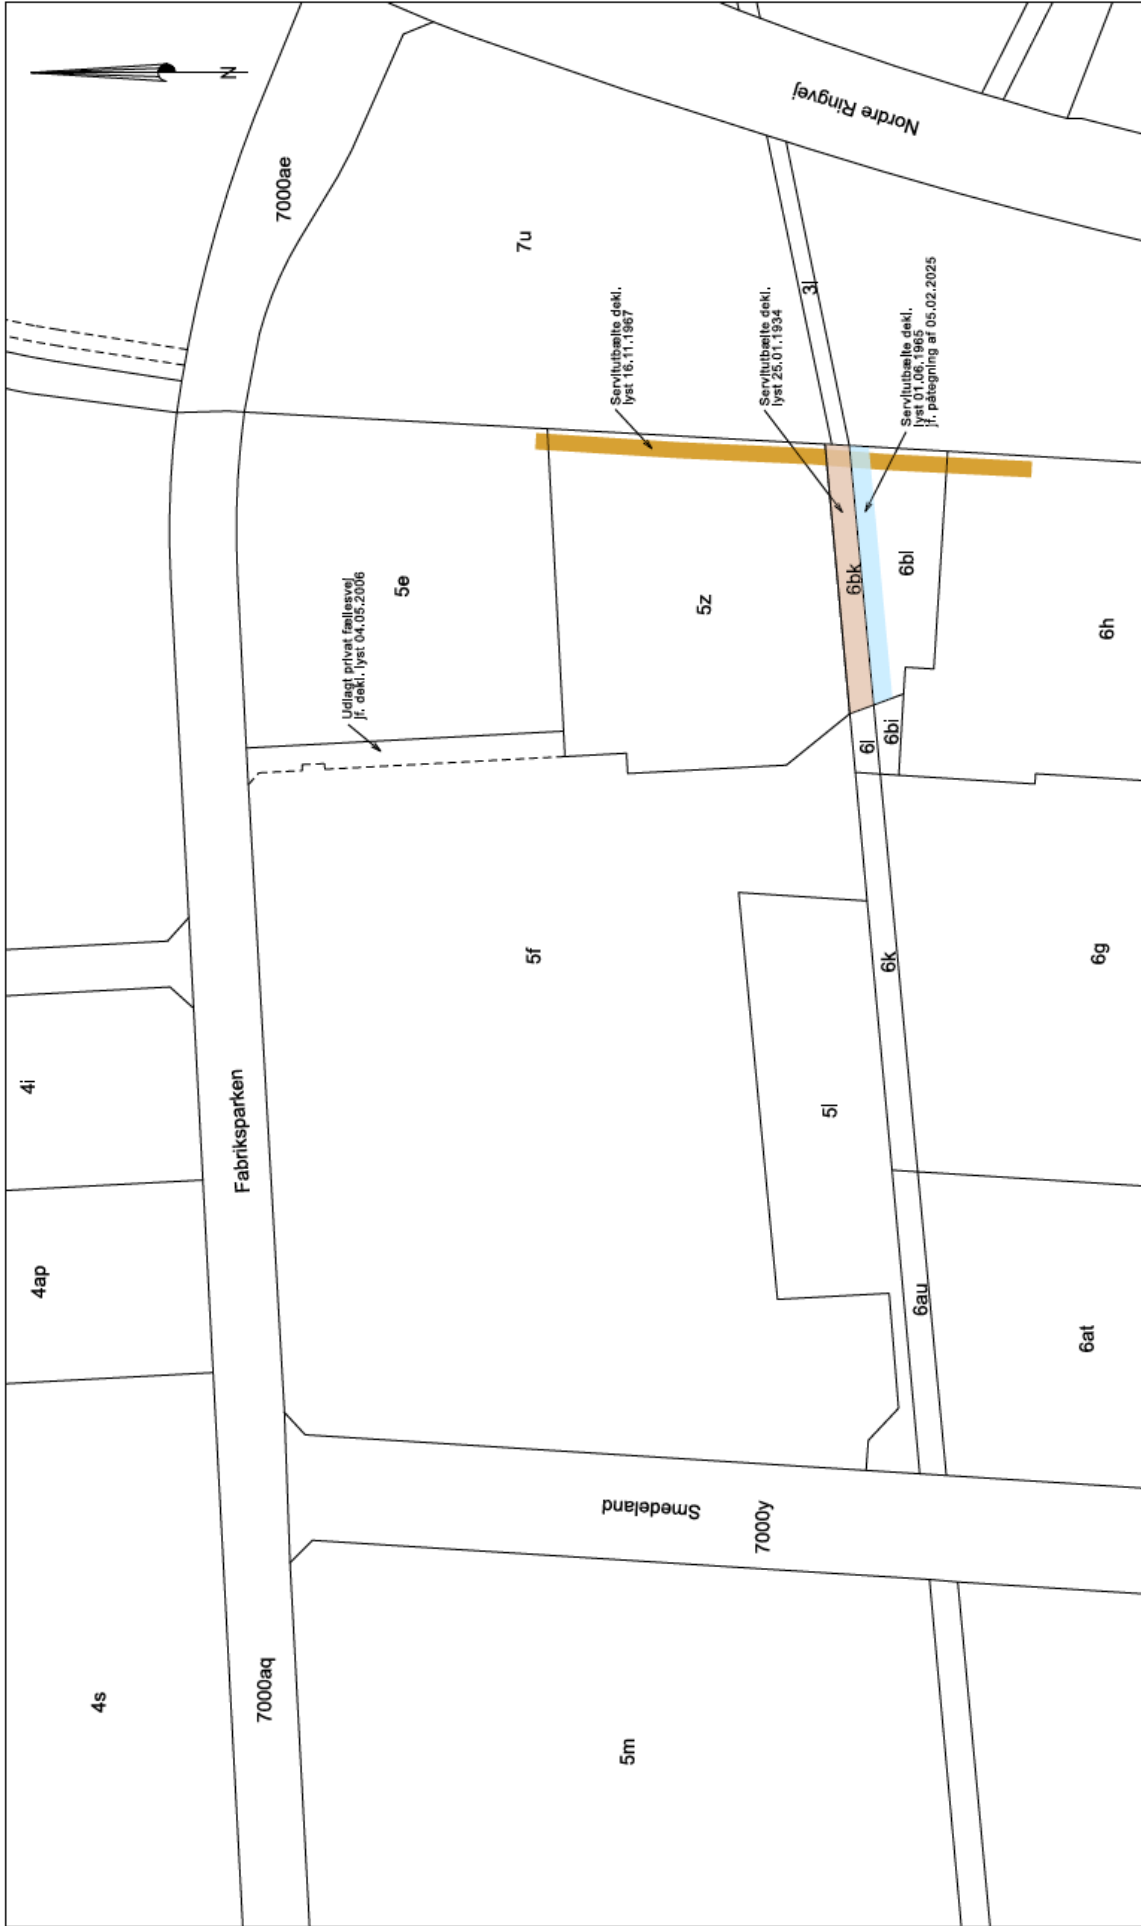 N
7000ae
Nordre Ringvej
7u
Servitutbælte dekl.
lyst 16.11.1967
Servitutbælte dekl.
lyst 25.01.1934
3l
Servitutbælte dekl.
lyst 01.06.1965
jf. påtegning af 05.02.2025
Udlagt privat fællesvej
jf. dekl. lyst 04.05.2006
5e
5z
6bk
6bl
6h
6l
6bi
4i
Fabriksparken
5f
6k
6g
5l
4ap
6au
6at
Smedeland
7000y
4s
7000aq
5m